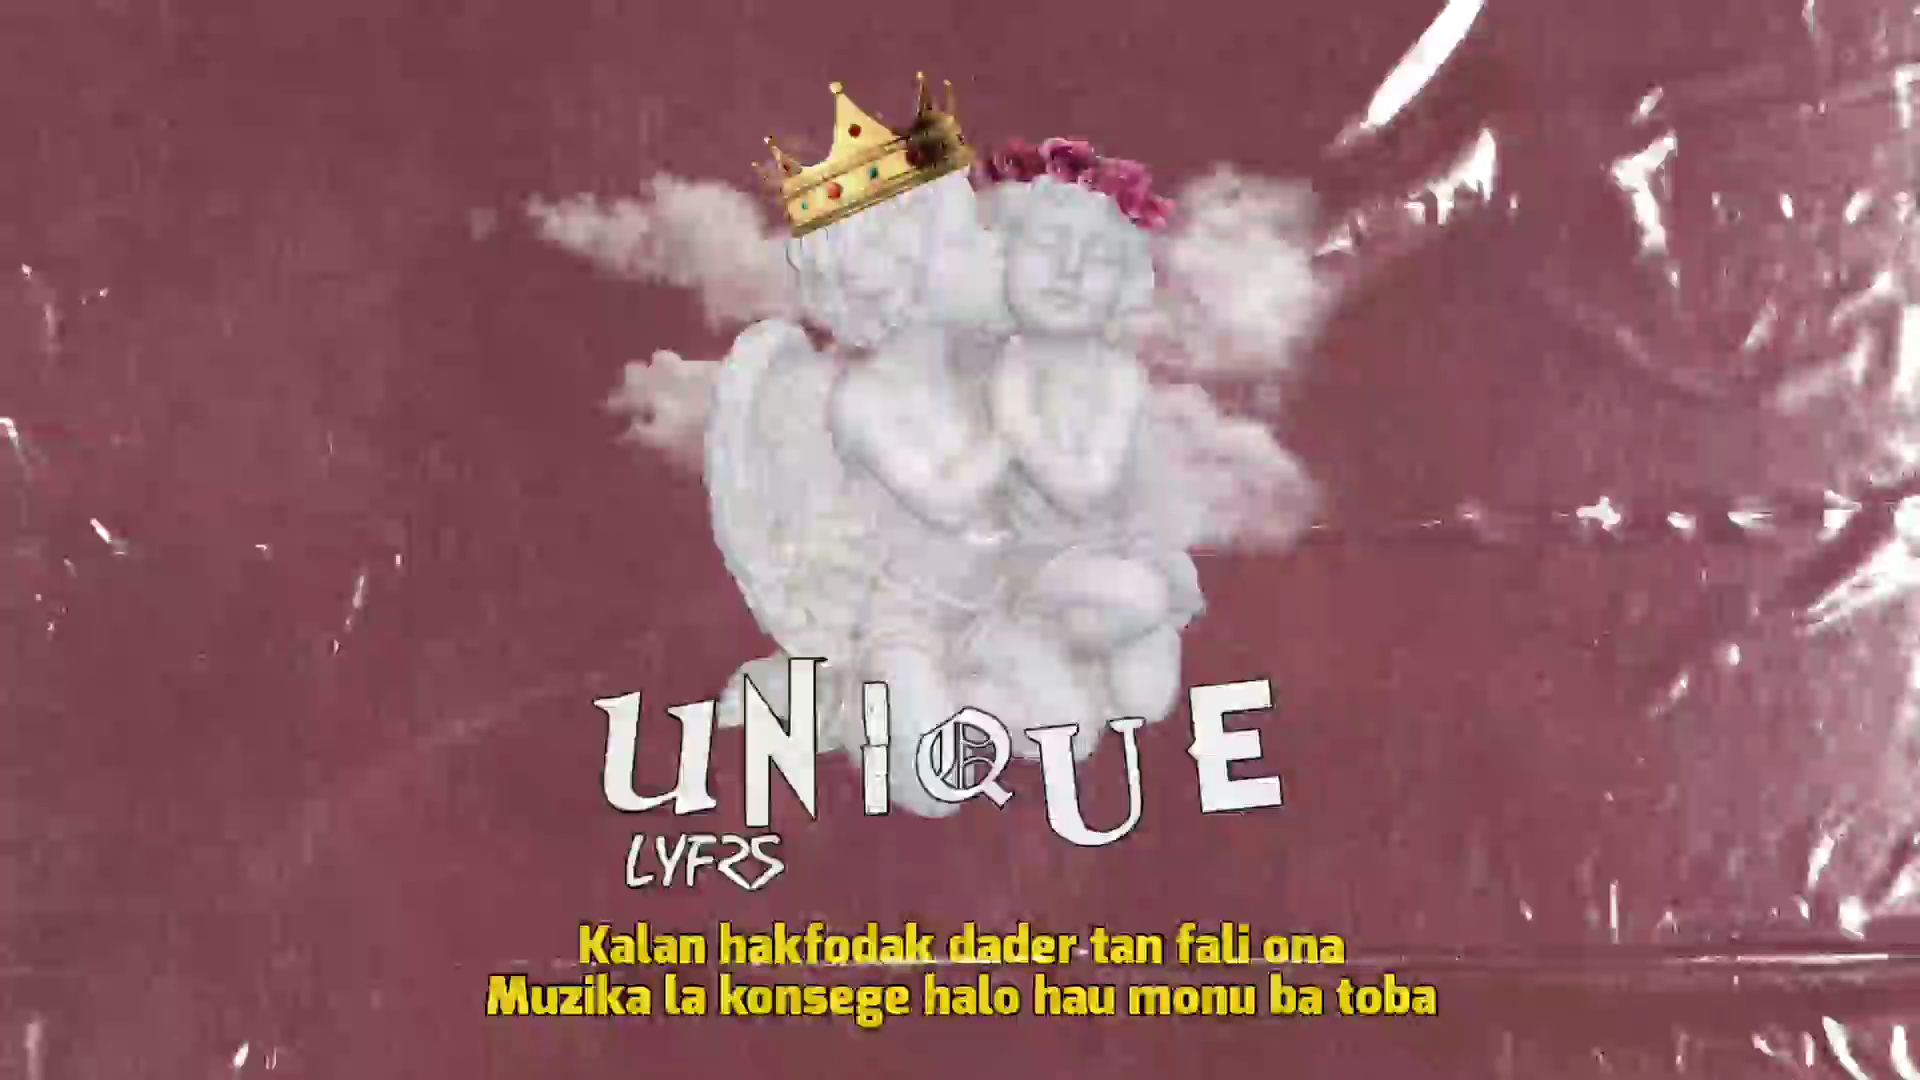 UNIQUE
LYFRS
Kalan hakfodak dader tan fali ona
Muzika la konsege halo hau monu ba toba